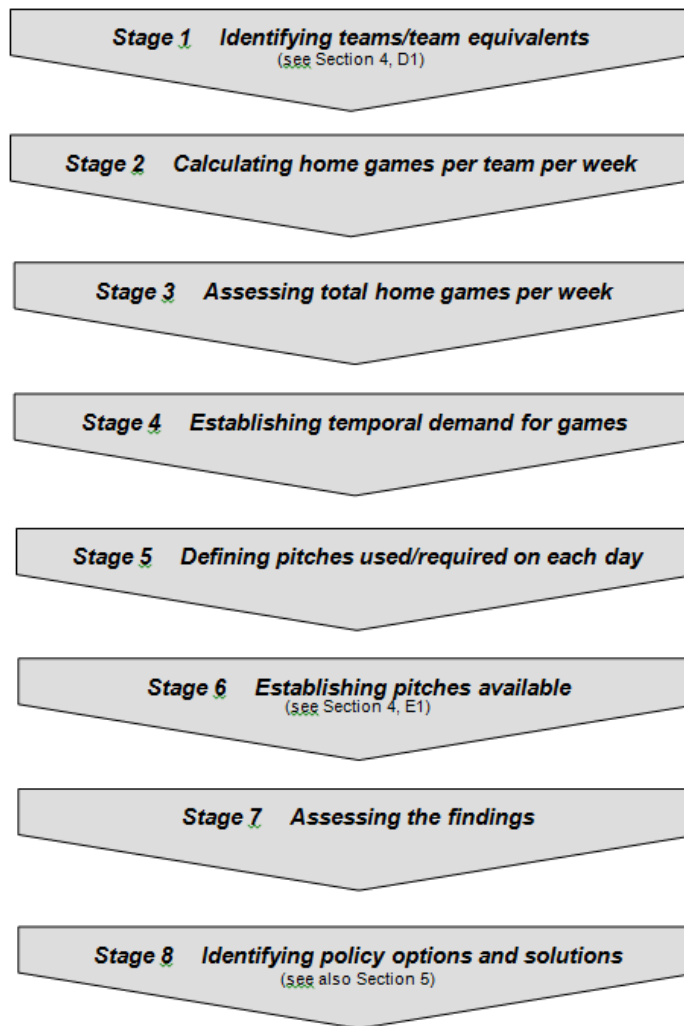 Stage 1 Identifying teams/team equivalents
(see Section 4, D1)
Stage 2 Calculating home games per team per week
Stage 3 Assessing total home games per week
Stage 4 Establishing temporal demand for games
Stage 5 Defining pitches used/required on each day
Stage 6 Establishing pitches available
(see Section 4, E1)
Stage 7 Assessing the findings
Stage 8 Identifying policy options and solutions
(see also Section 5)